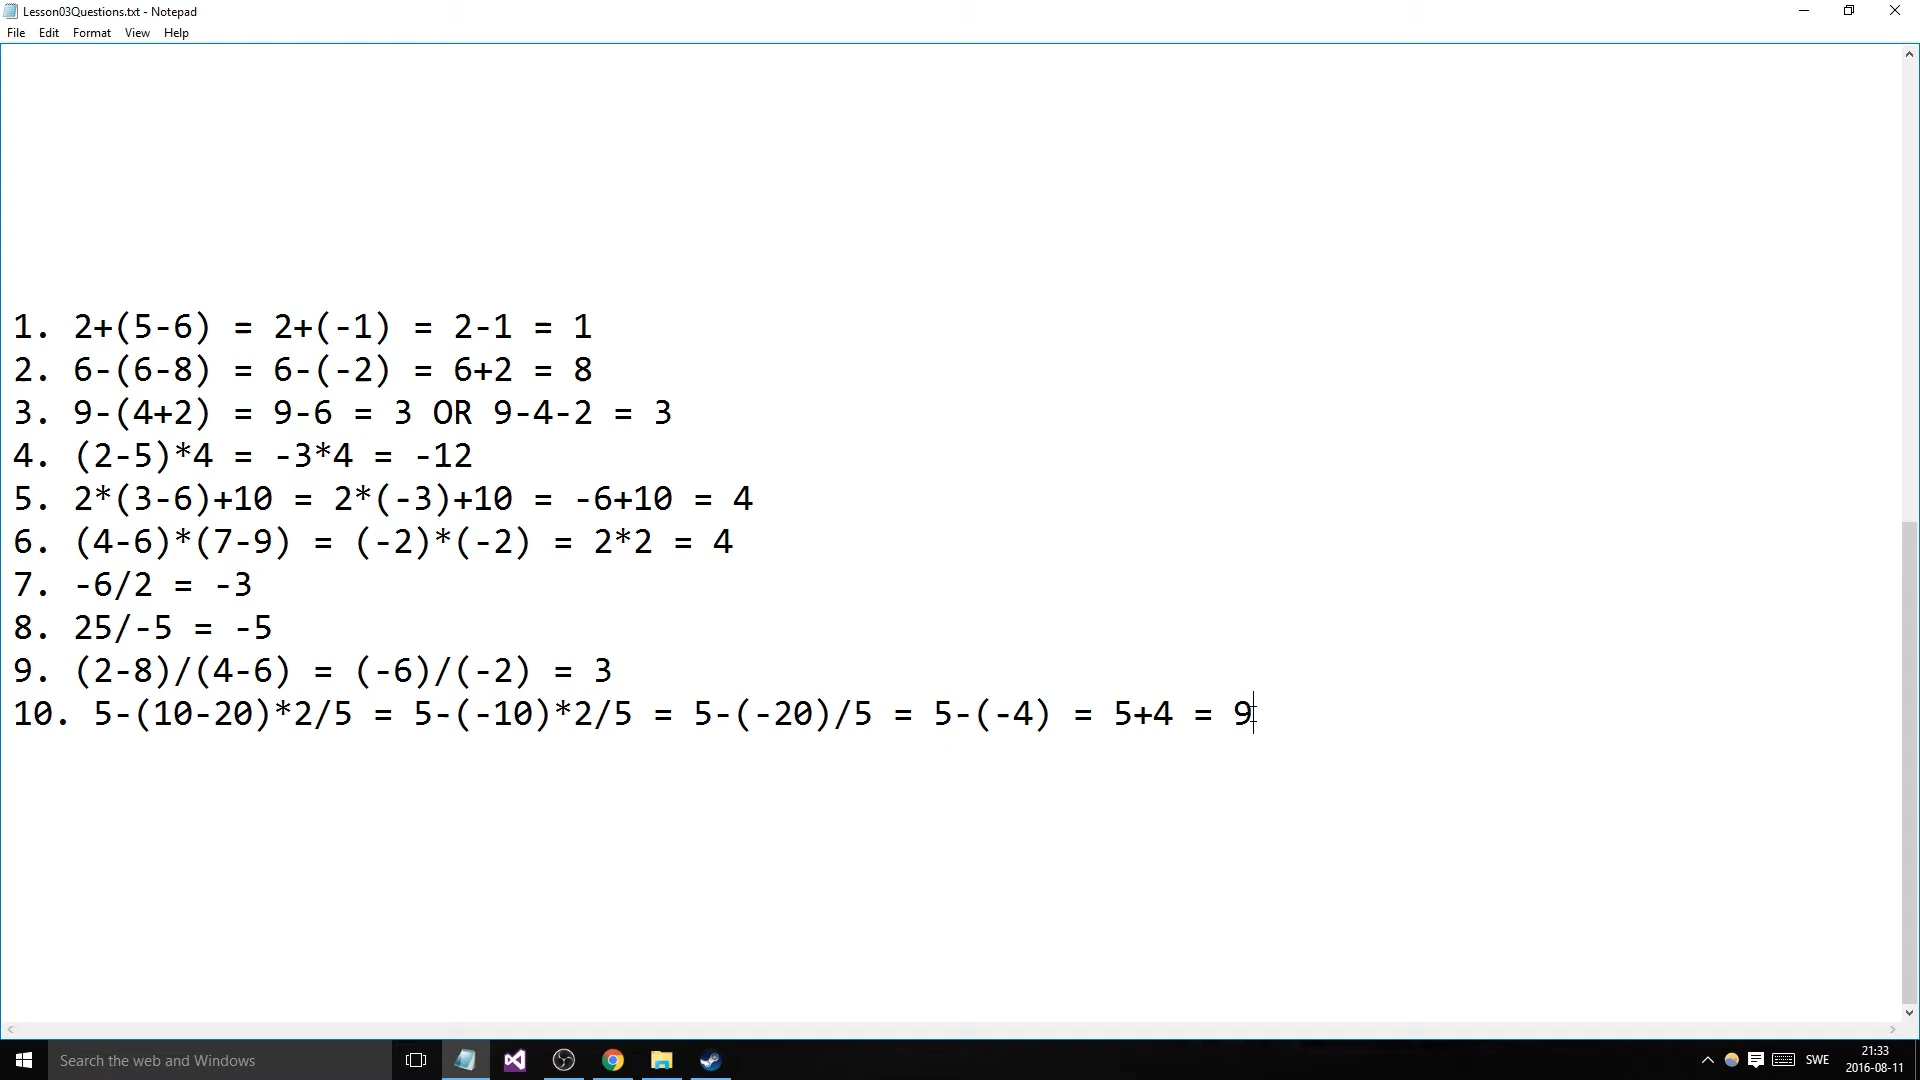 Lesson03Questions.txt - Notepad
File Edit Format View Help
1. 2+(5-6) = 2+(-1) = 2-1 = 1
2. 6-(6-8) = 6-(-2) = 6+2 = 8
3. 9-(4+2) = 9-6 = 3 OR 9-4-2 = 3
4. (2-5)*4 = -3*4 = -12
5. 2*(3-6)+10 = 2*(-3)+10 = -6+10 = 4
6. (4-6)*(7-9) = (-2)*(-2) = 2*2 = 4
7. -6/2 = -3
8. 25/-5 = -5
9. (2-8)/(4-6) = (-6)/(-2) = 3
10. 5-(10-20)*2/5 = 5-(-10)*2/5 = 5-(-20)/5 = 5-(-4) = 5+4 = 9
Search the web and Windows
SWE
21:33
2016-08-11